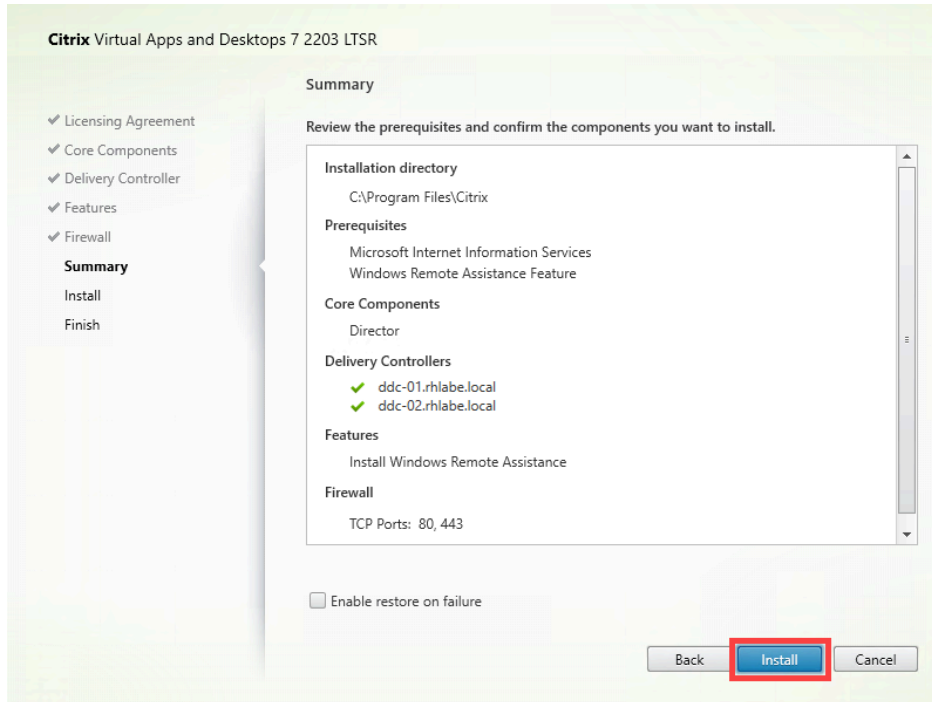 Citrix Virtual Apps and Desktops 7 2203 LTSR
Summary
Licensing Agreement
Core Components
Delivery Controller
Features
Firewall
Summary
Install
Finish
Review the prerequisites and confirm the components you want to install.
Installation directory
C:\Program Files\Citrix
Prerequisites
Microsoft Internet Information Services
Windows Remote Assistance Feature
Core Components
Director
Delivery Controllers
ddc-01.rhlabe.local
ddc-02.rhlabe.local
Features
Install Windows Remote Assistance
Firewall
TCP Ports: 80, 443
Enable restore on failure
Back
Install
Cancel